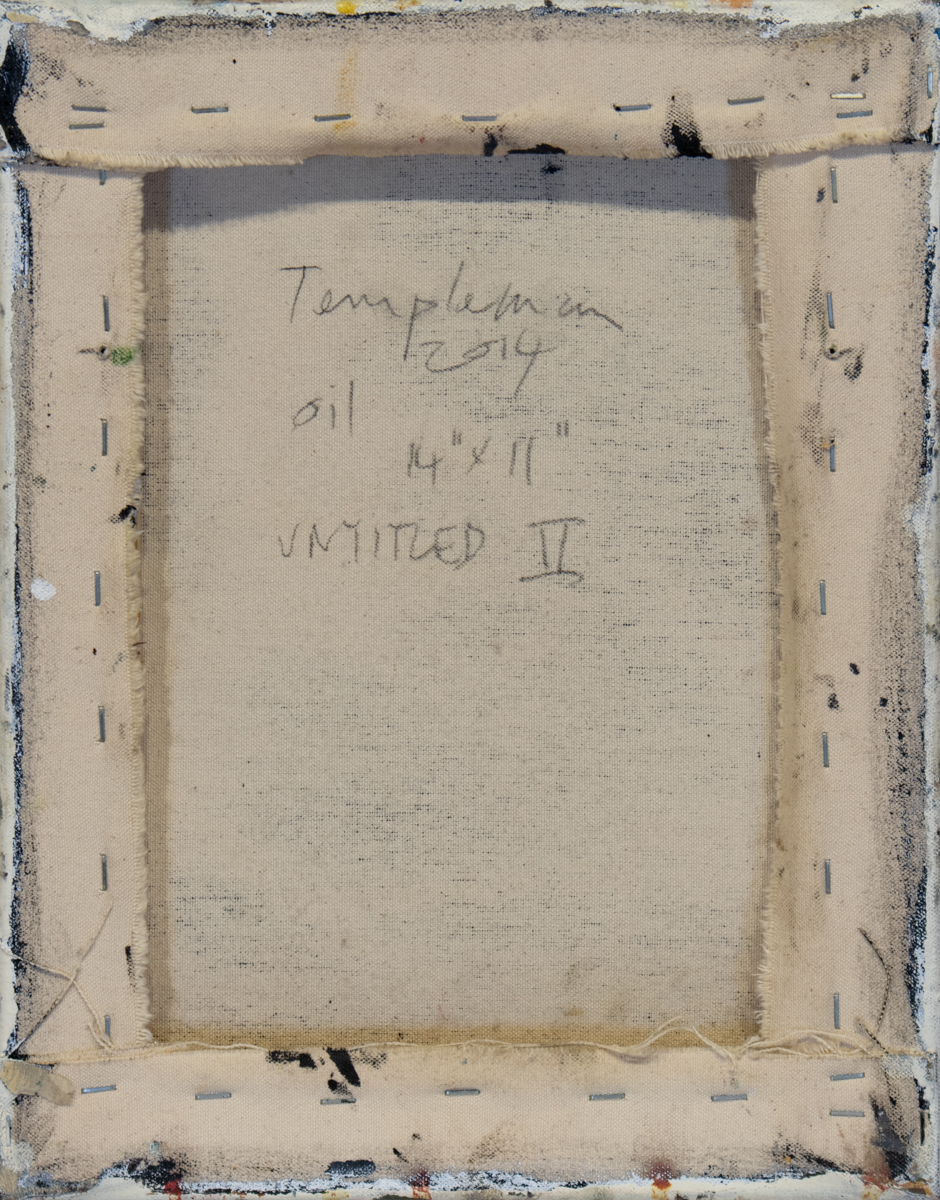 Templeman
2014
oil
14" x 11"
UNTITLED II